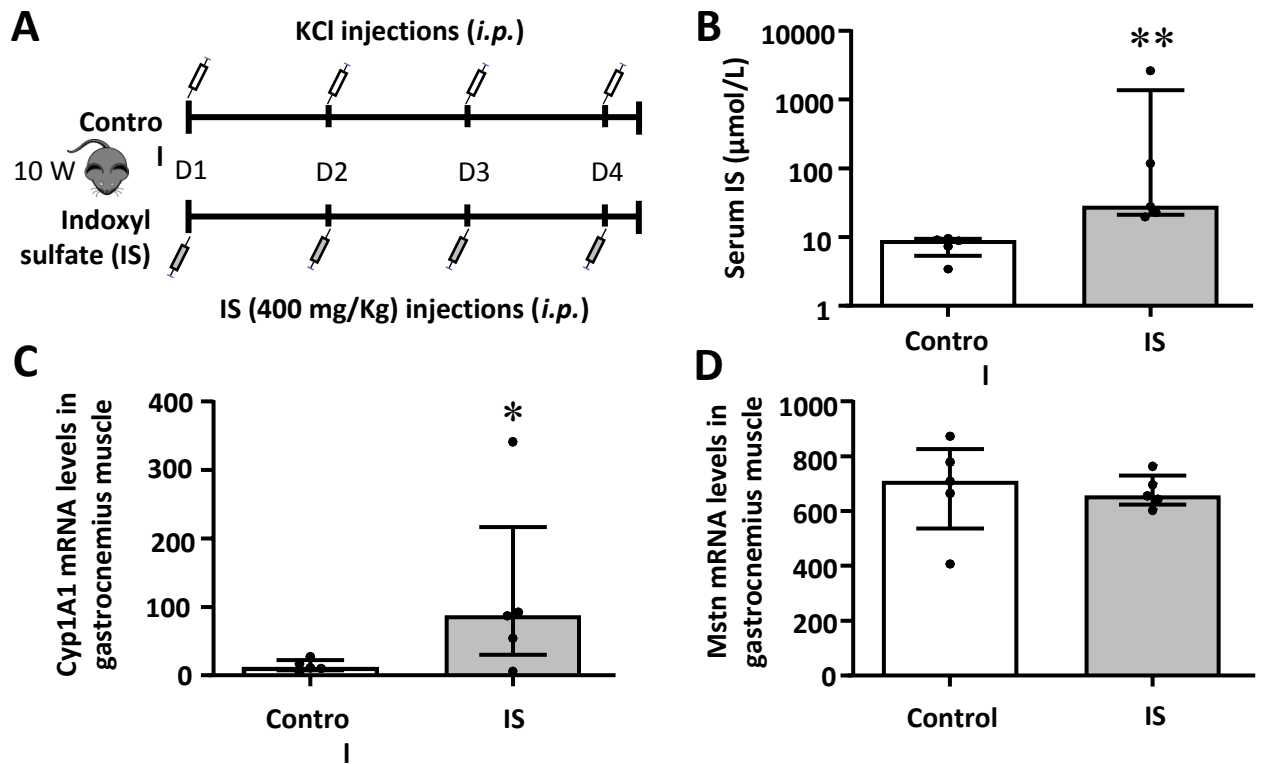 A
KCl injections (i.p.)
Contro
l
10 W
D1
D2
D3
D4
Indoxyl
sulfate (IS)
IS (400 mg/Kg) injections (i.p.)
B
Serum IS (µmol/L)
10000
1000
100
10
1
**
Contro
l
IS
C
Cyp1A1 mRNA levels in
gastrocnemius muscle
400
300
200
100
0
*
Contro
l
IS
D
Mstn mRNA levels in
gastrocnemius muscle
1000
800
600
400
200
0
Control
IS